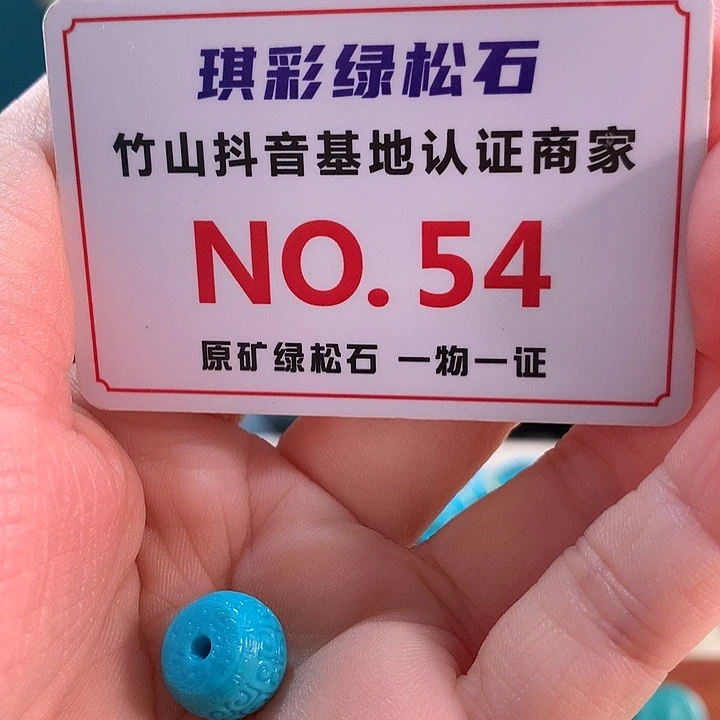 琪彩绿松石
竹山抖音基地认证商家
NO. 54
原矿绿松石 一物一证